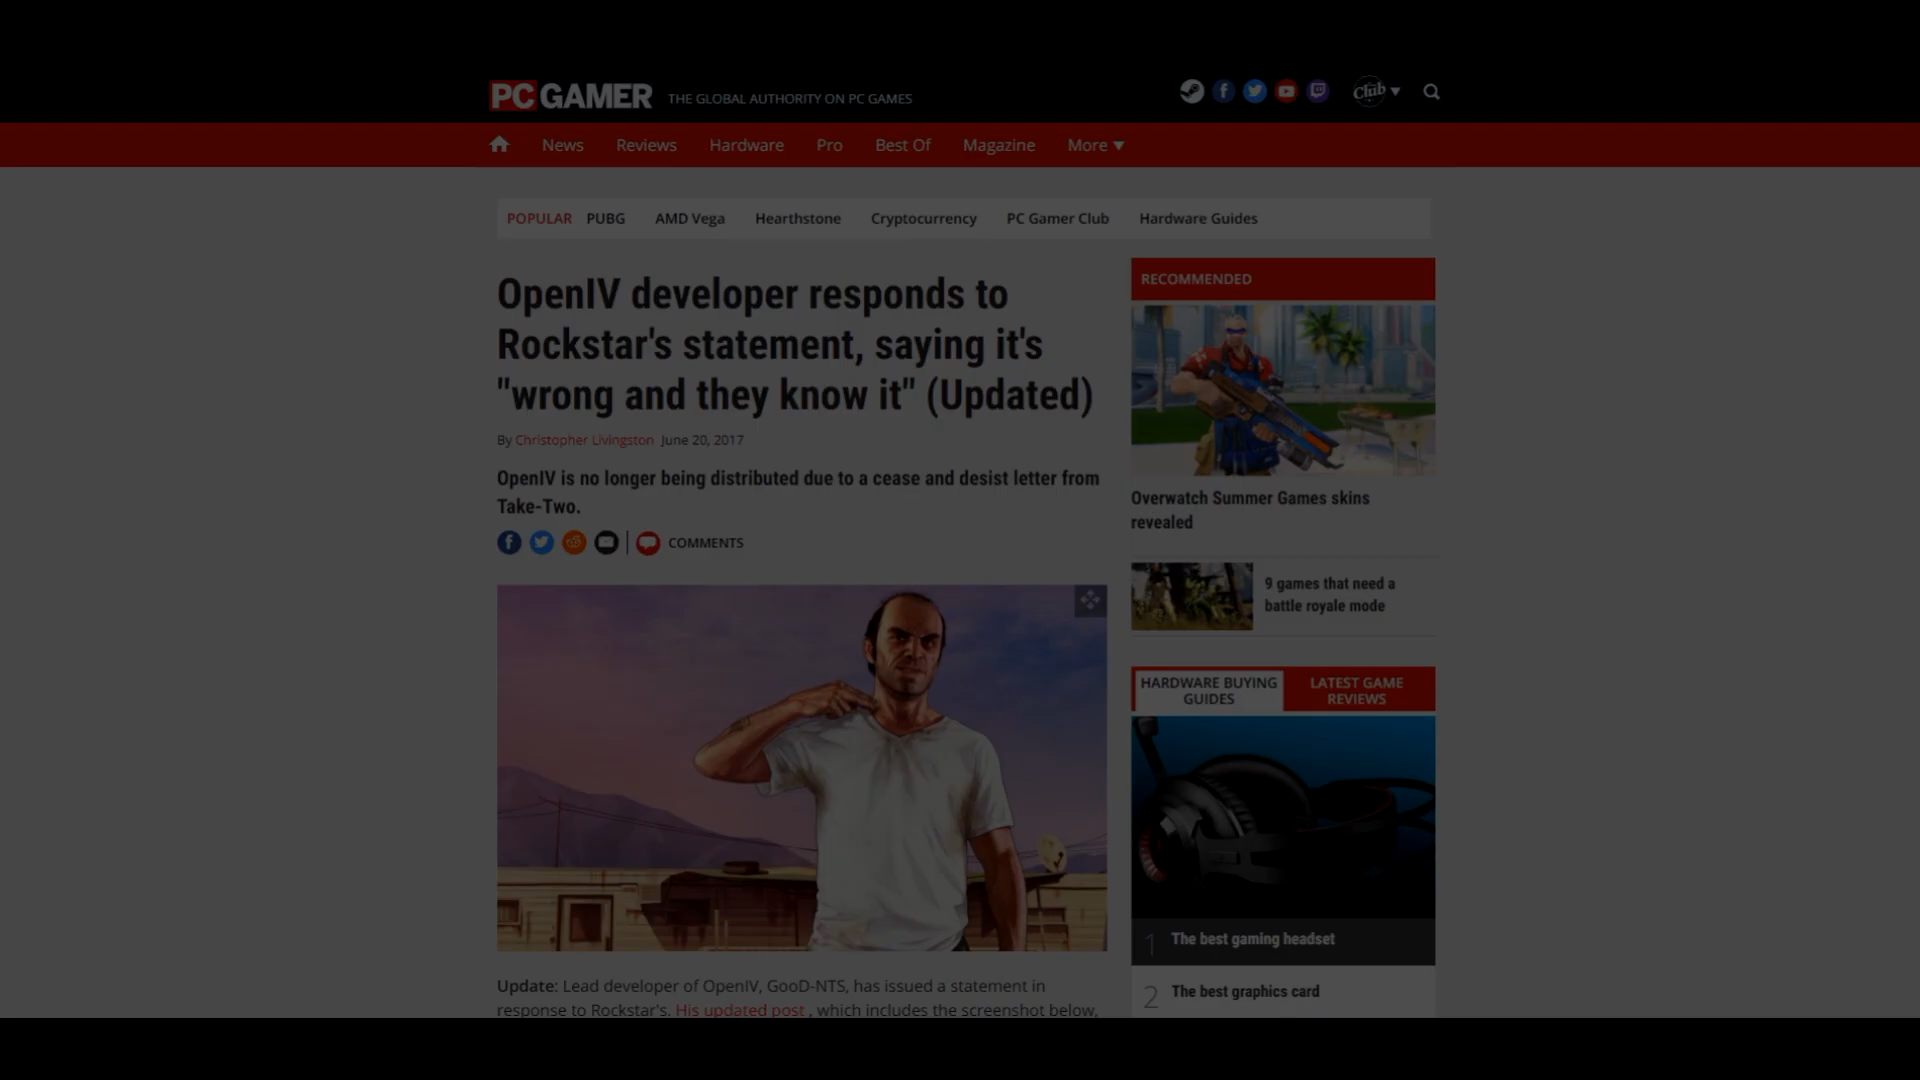 PC GAMER THE GLOBAL AUTHORITY ON PC GAMES
Club
News Reviews Hardware Pro Best Of Magazine More
POPULAR PUBG AMD Vega Hearthstone Cryptocurrency PC Gamer Club Hardware Guides
OpenIV developer responds to
Rockstar's statement, saying it's
"wrong and they know it" (Updated)
By Christopher Livingston June 20, 2017
OpenIV is no longer being distributed due to a cease and desist letter from
Take-Two.
COMMENTS
Update: Lead developer of OpenIV, GooD-NTS, has issued a statement in
response to Rockstar's. His updated post , which includes the screenshot below,
RECOMMENDED
Overwatch Summer Games skins
revealed
9 games that need a
battle royale mode
HARDWARE BUYING
GUIDES
LATEST GAME
REVIEWS
1 The best gaming headset
2 The best graphics card